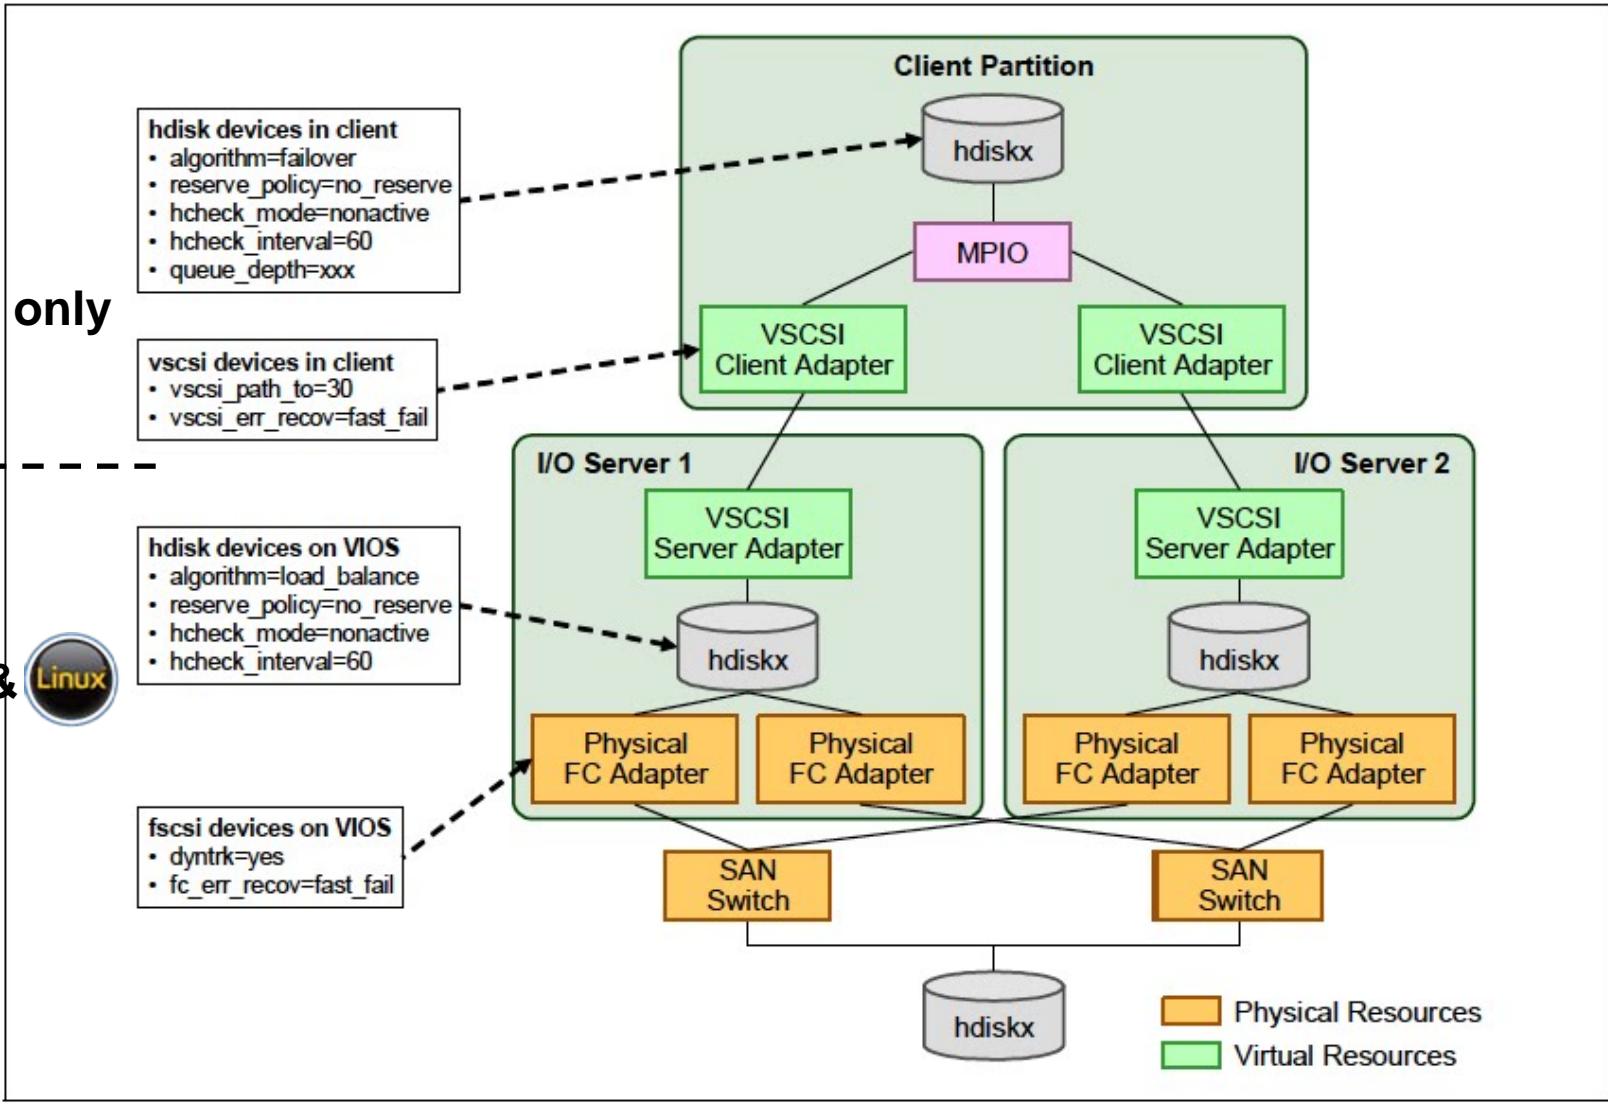 Client Partition
hdiskx
MPIO
VSCSI
Client Adapter
VSCSI
Client Adapter
hdisk devices in client
• algorithm=failover
• reserve_policy=no_reserve
• hcheck_mode=nonactive
• hcheck_interval=60
• queue_depth=xxx
only
vscsi devices in client
• vscsi_path_to=30
• vscsi_err_recov=fast_fail
I/O Server 1
VSCSI
Server Adapter
hdiskx
Physical
FC Adapter
Physical
FC Adapter
I/O Server 2
VSCSI
Server Adapter
hdiskx
Physical
FC Adapter
Physical
FC Adapter
hdisk devices on VIOS
• algorithm=load_balance
• reserve_policy=no_reserve
• hcheck_mode=nonactive
• hcheck_interval=60
& Linux
fscsi devices on VIOS
• dyntrk=yes
• fc_err_recov=fast_fail
SAN
Switch
SAN
Switch
hdiskx
Physical Resources
Virtual Resources